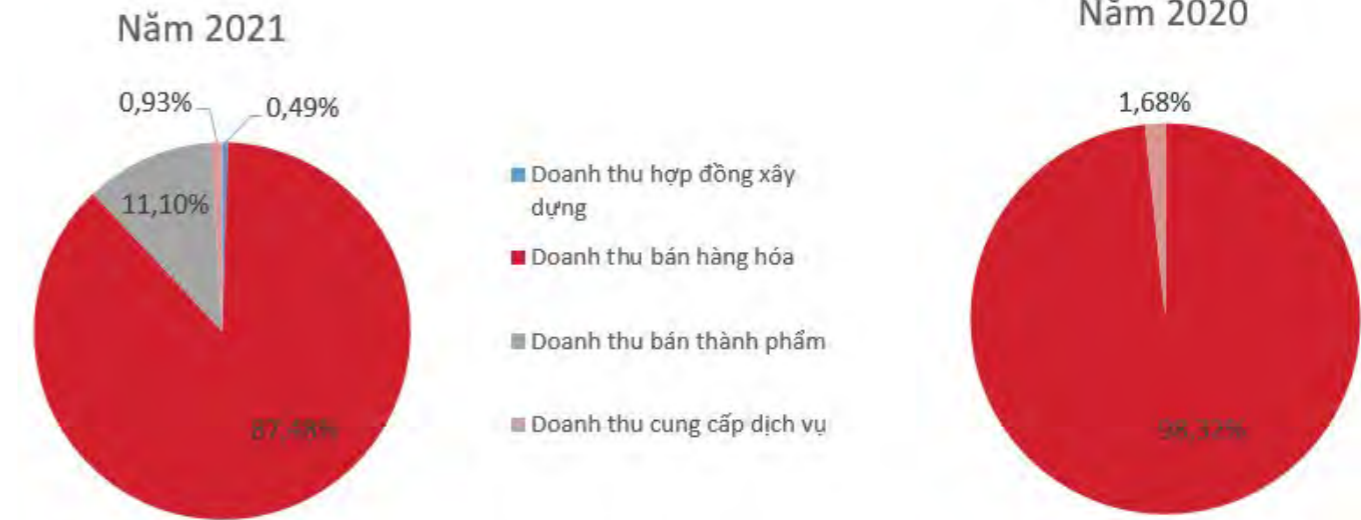 Năm 2021
0,93%
0,49%
11,10%
87,48%
Doanh thu hợp đồng xây
dựng
Doanh thu bán hàng hóa
Doanh thu bán thành phẩm
Doanh thu cung cấp dịch vụ
Năm 2020
1,68%
98,32%